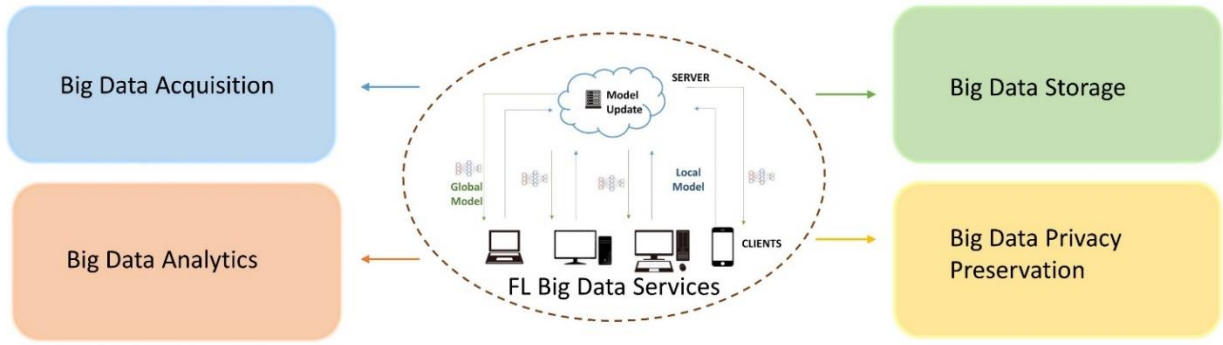 Big Data Acquisition
Big Data Analytics
SERVER
Model
Update
Global
Model
Local
Model
CLIENTS
FL Big Data Services
Big Data Storage
Big Data Privacy
Preservation